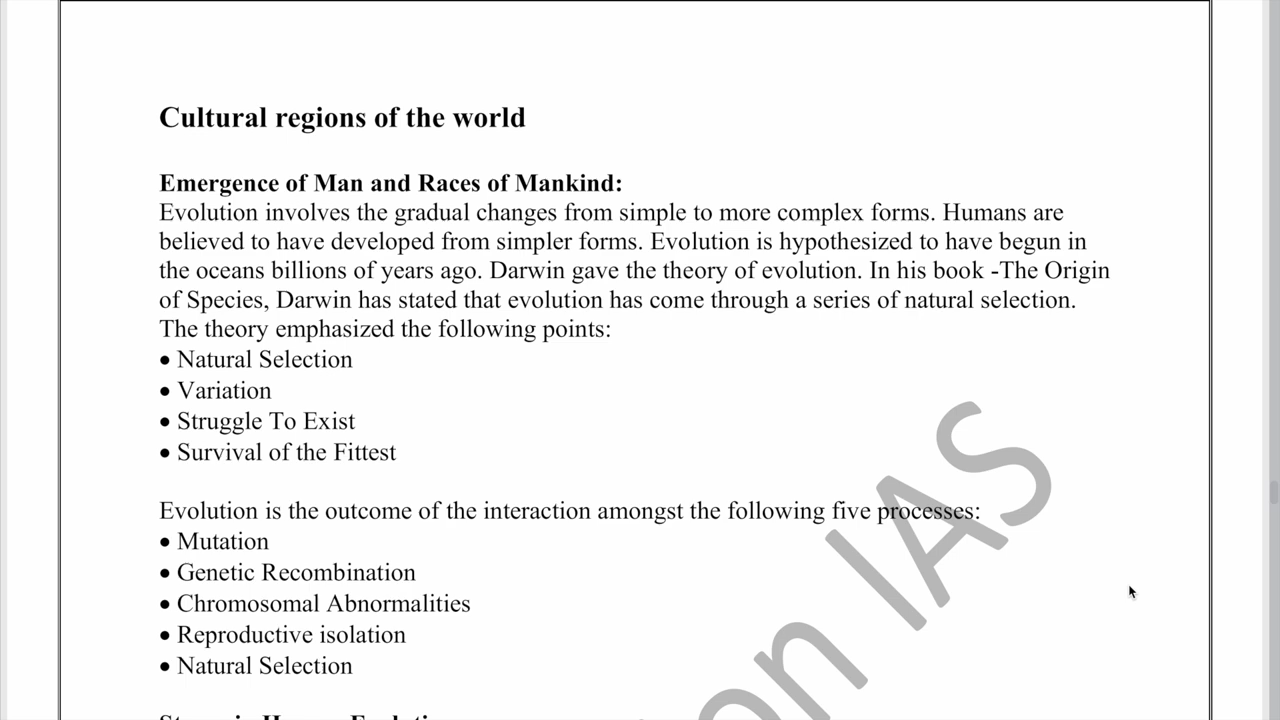 Cultural regions of the world
Emergence of Man and Races of Mankind:
Evolution involves the gradual changes from simple to more complex forms. Humans are
believed to have developed from simpler forms. Evolution is hypothesized to have begun in
the oceans billions of years ago. Darwin gave the theory of evolution. In his book -The Origin
of Species, Darwin has stated that evolution has come through a series of natural selection.
The theory emphasized the following points:
• Natural Selection
• Variation
• Struggle To Exist
• Survival of the Fittest
Evolution is the outcome of the interaction amongst the following five processes:
• Mutation
• Genetic Recombination
• Chromosomal Abnormalities
• Reproductive isolation
• Natural Selection
on IAS